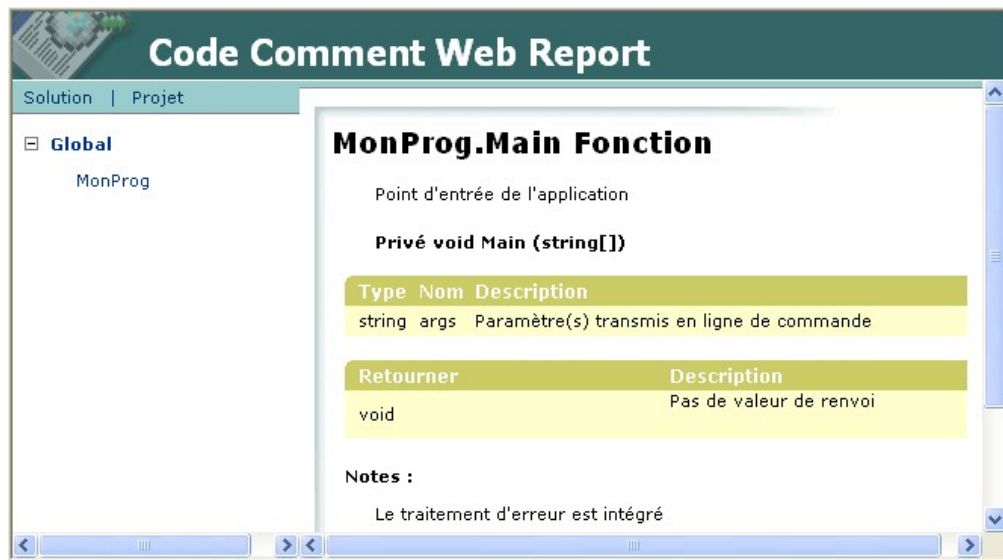 Code Comment Web Report
Solution | Projet
Global
MonProg
MonProg.Main Fonction
Point d'entrée de l'application
Privé void Main (string[])
Type Nom Description
string args Paramètre(s) transmis en ligne de commande
Retourner Description
void Pas de valeur de renvoi
Notes :
Le traitement d'erreur est intégré